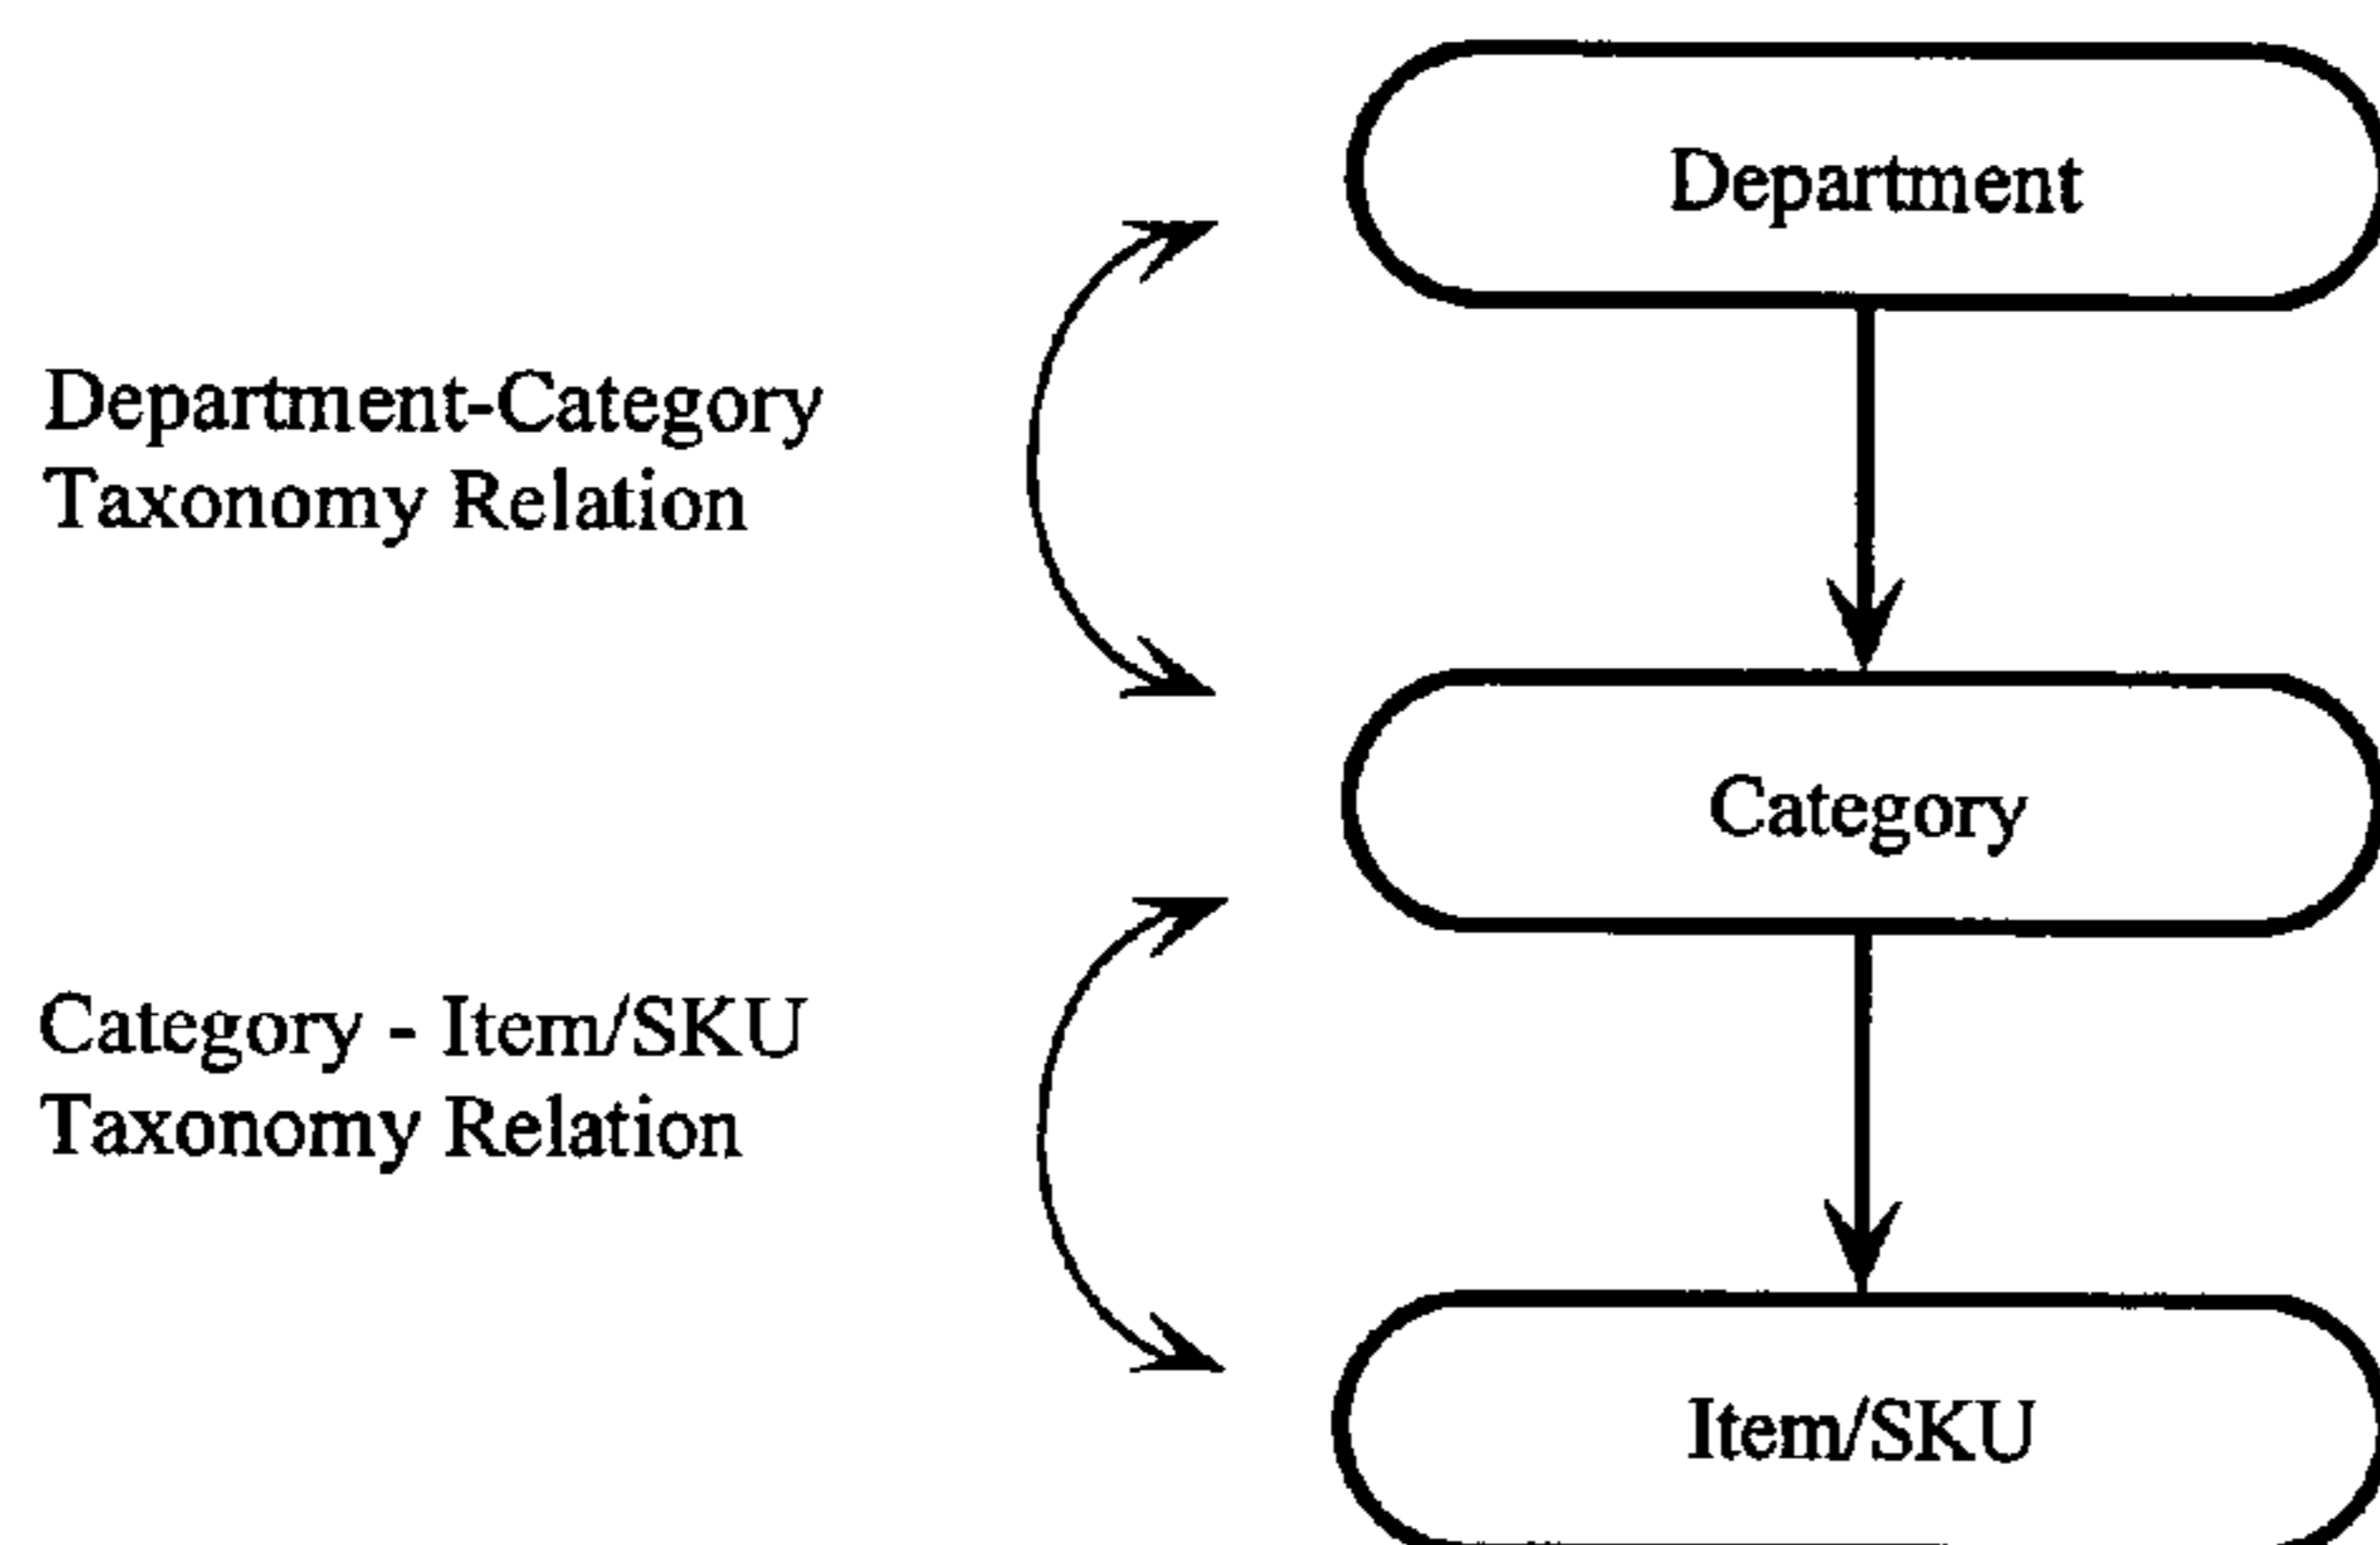 Department
Department-Category
Taxonomy Relation
Category
Category - Item/SKU
Taxonomy Relation
Item/SKU